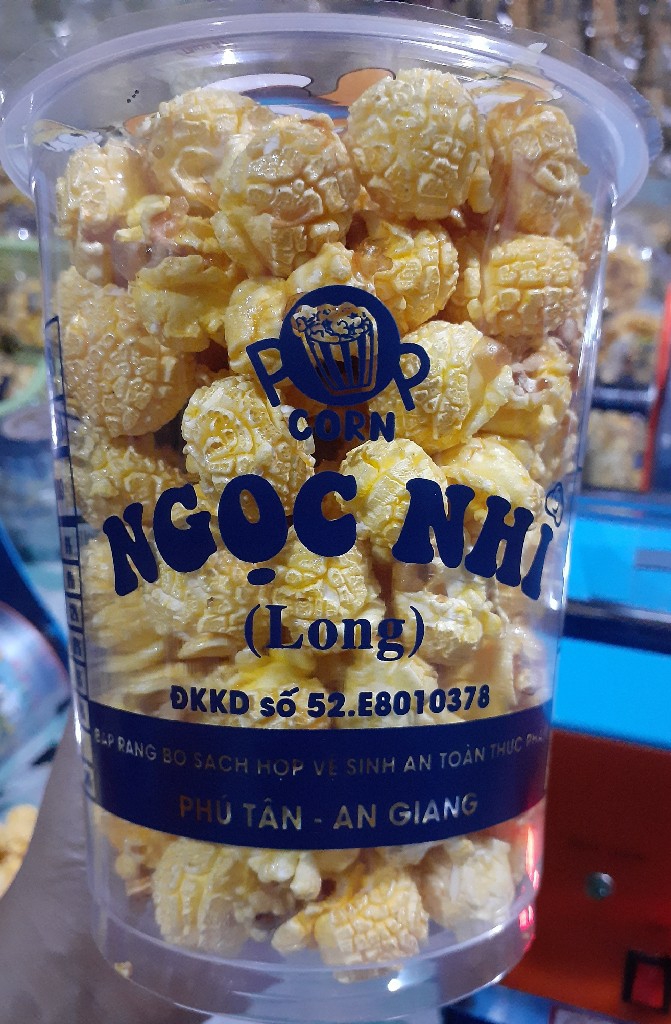 POP
CORN
NGỌC NHI
(Long)
ĐKKD số 52.E8010378
BẮP RANG BƠ SẠCH HỢP VỆ SINH AN TOÀN THỰC PHẨM
PHÚ TÂN - AN GIANG